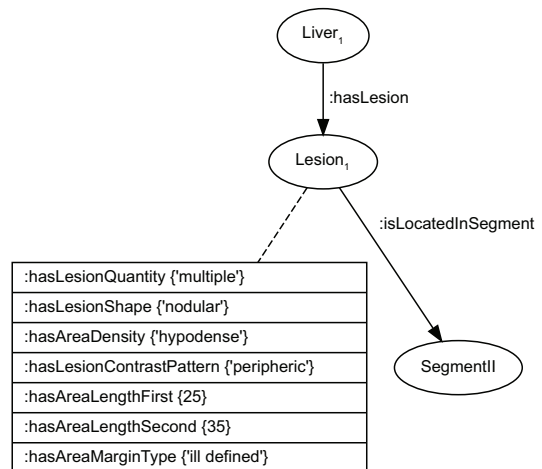 Liver₁
:hasLesion
Lesion₁
:isLocatedInSegment
:hasLesionQuantity {'multiple'}
:hasLesionShape {'nodular'}
:hasAreaDensity {'hypodense'}
:hasLesionContrastPattern {'peripheric'}
:hasAreaLengthFirst {25}
:hasAreaLengthSecond {35}
:hasAreaMarginType {'ill defined'}
SegmentII